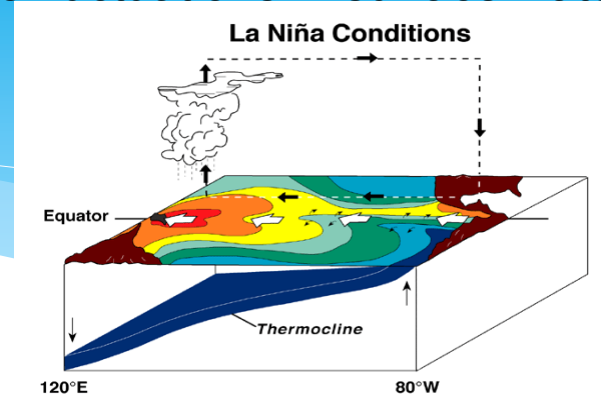 La Niña Conditions
Equator
Thermocline
120°E
80°W